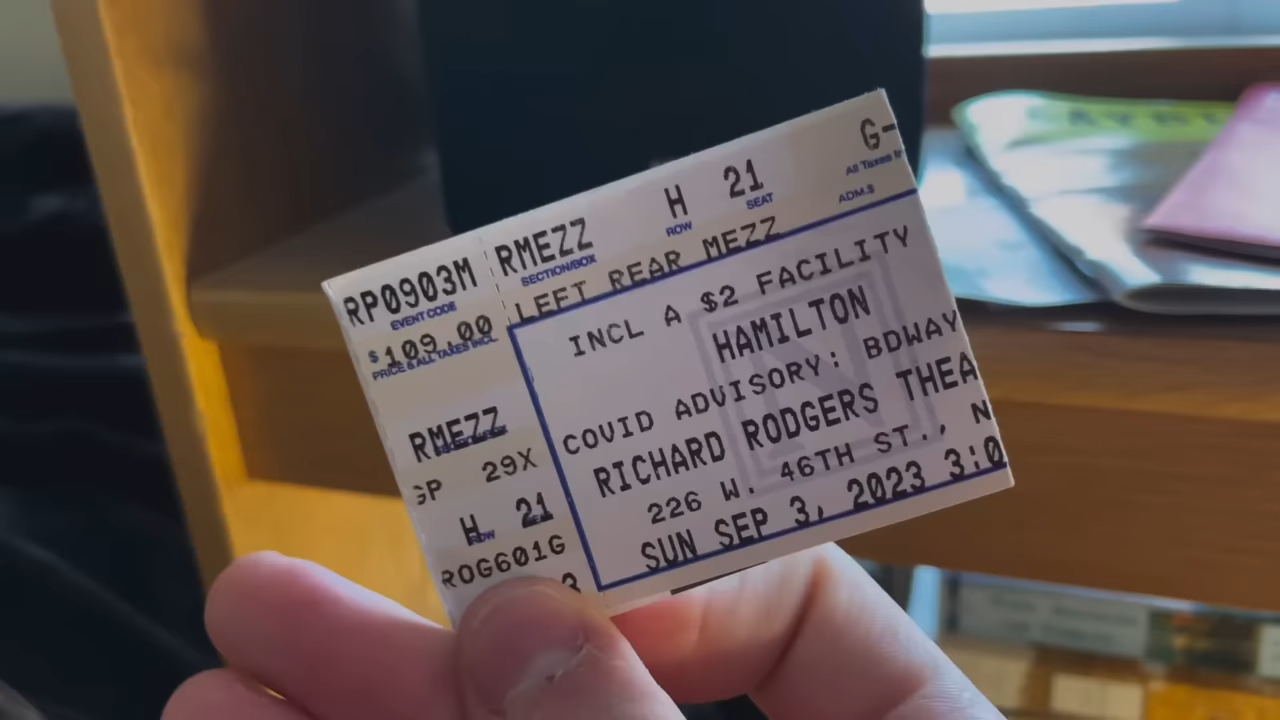 RP0903M
EVENT CODE
$ 109.00
PRICE & ALL TAXES INCL.
RMEZZ
29X
H 21
ROW
ROG601G
3
RMEZZ H 21 G-
SECTION/BOX ROW SEAT
All Taxes
ADM.$
LEFT REAR MEZZ
INCL A $2 FACILITY
HAMILTON
COVID ADVISORY: BDWAY
RICHARD RODGERS THEA
226 W. 46TH ST., N
SUN SEP 3, 2023 3:0